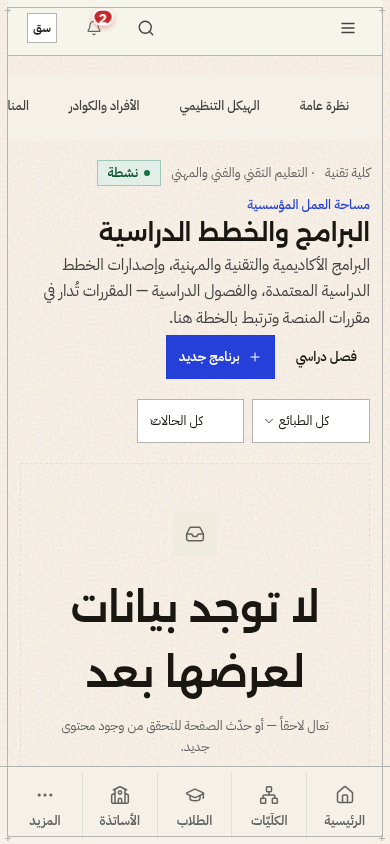 2
سق
نظرة عامة
الهيكل التنظيمي
الأفراد والكوادر
المنا
كلية تقنية · التعليم التقني والفني والمهني
نشطة
مساحة العمل المؤسسية
البرامج والخطط الدراسية
البرامج الأكاديمية والتقنية والمهنية، وإصدارات الخطط
الدراسية المعتمدة، والفصول الدراسية — المقررات تُدار في
مقررات المنصة وترتبط بالخطة هنا.
فصل دراسي
+ برنامج جديد
كل الطبائع
كل الحالات
لا توجد بيانات
لعرضها بعد
تعال لاحقاً — أو حدّث الصفحة للتحقق من وجود محتوى
جديد.
الرئيسية
الكلّيّات
الطلاب
الأساتذة
المزيد